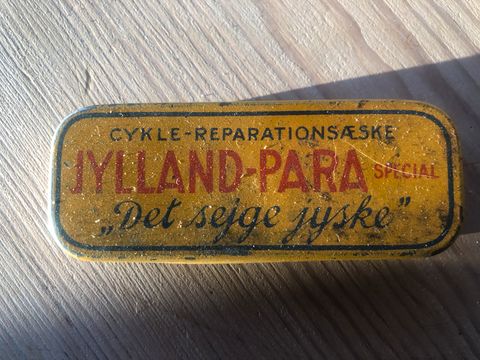 CYKLE-REPARATIONSÆSKE
JYLLAND-PARA SPECIAL
„Det sejge jyske”